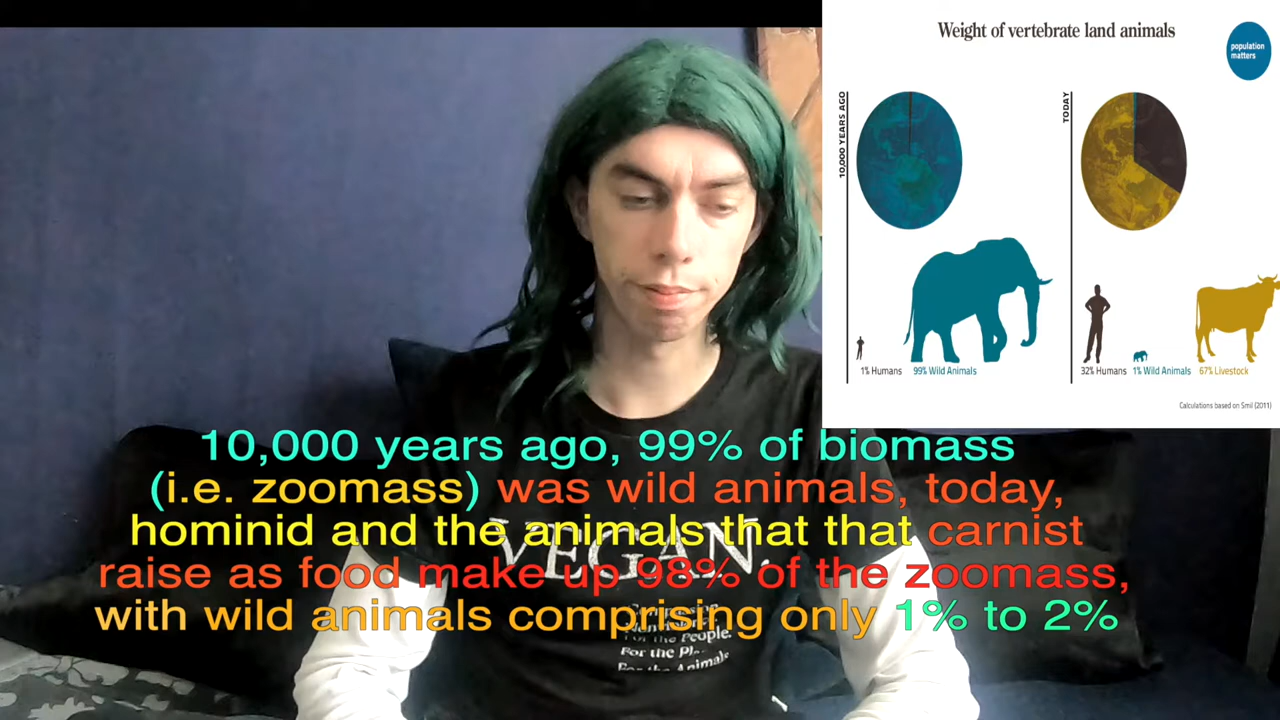 Weight of vertebrate land animals
population
matters
10,000 YEARS AGO
TODAY
1% Humans 99% Wild Animals
32% Humans 1% Wild Animals 67% Livestock
Calculations based on Smil (2011)
10,000 years ago, 99% of biomass
(i.e. zoomass) was wild animals, today,
hominid and the animals that that carnist
raise as food make up 98% of the zoomass,
with wild animals comprising only 1% to 2%
VEGAN.
For the People.
For the
For the Animals